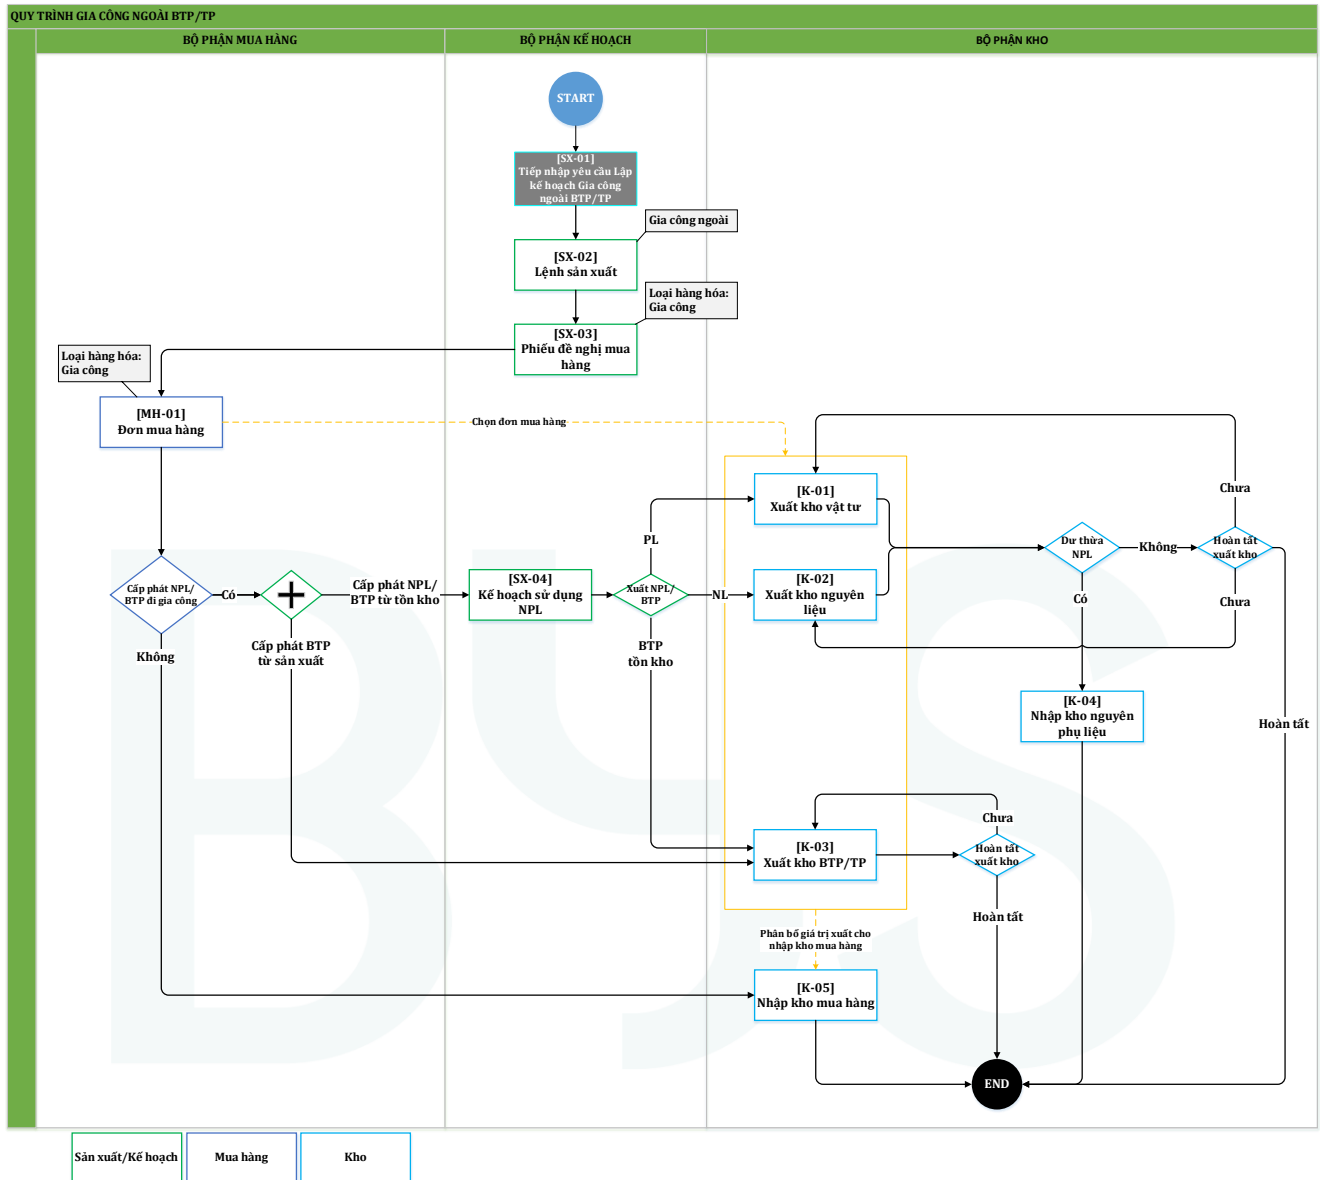 QUY TRÌNH GIA CÔNG NGOÀI BTP/TP
BỘ PHẬN MUA HÀNG
BỘ PHẬN KẾ HOẠCH
BỘ PHẬN KHO
START
[SX-01]
Tiếp nhập yêu cầu Lập
kế hoạch Gia công
ngoài BTP/TP
Gia công ngoài
[SX-02]
Lệnh sản xuất
Loại hàng hóa:
Gia công
[SX-03]
Phiếu đề nghị mua
hàng
Loại hàng hóa:
Gia công
[MH-01]
Đơn mua hàng
Chọn đơn mua hàng
[K-01]
Xuất kho vật tư
Chưa
PL
Dư thừa
NPL
Không
Hoàn tất
xuất kho
Cấp phát NPL/
BTP đi gia công
Có
Cấp phát NPL/
BTP từ tồn kho
[SX-04]
Kế hoạch sử dụng
NPL
Xuất NPL/
BTP
NL
[K-02]
Xuất kho nguyên
liệu
Có
Chưa
Không
Cấp phát BTP
từ sản xuất
BTP
tồn kho
[K-04]
Nhập kho nguyên
phụ liệu
Hoàn tất
Chưa
[K-03]
Xuất kho BTP/TP
Hoàn tất
xuất kho
Hoàn tất
Phân bổ giá trị xuất cho
nhập kho mua hàng
[K-05]
Nhập kho mua hàng
END
Sản xuất/Kế hoạch
Mua hàng
Kho
BYS